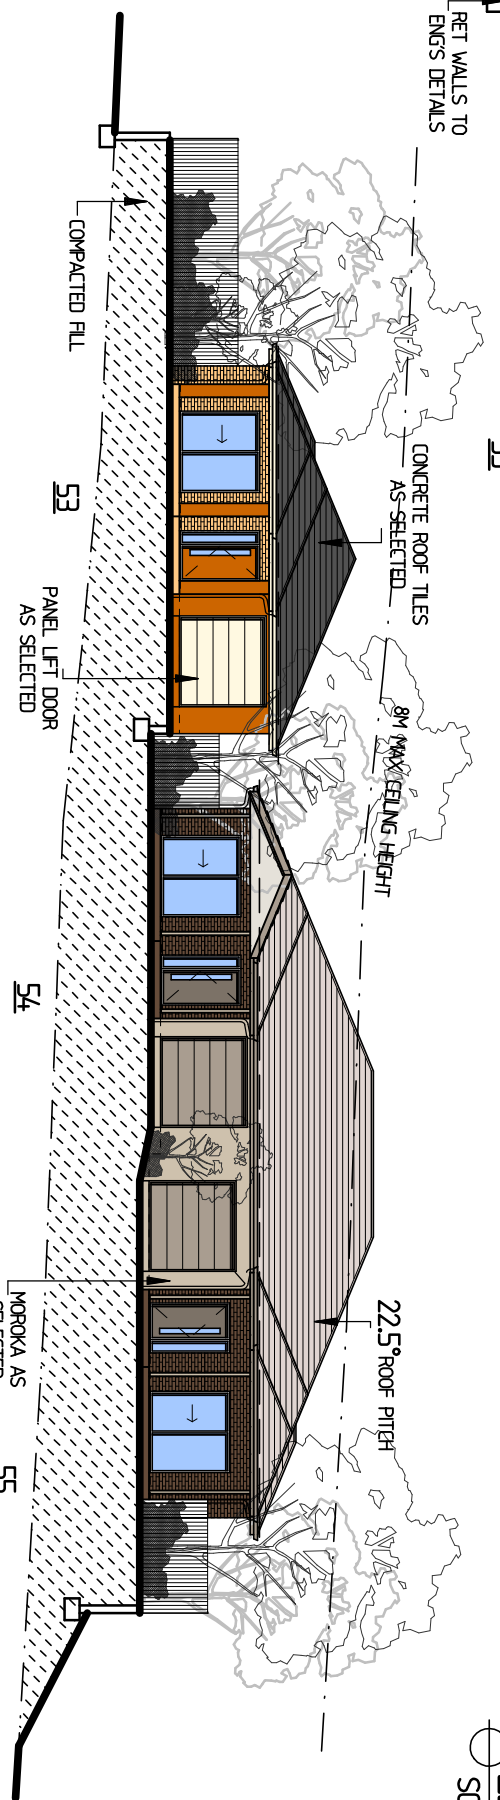 RET WALLS TO
ENG'S DETAILS
COMPACTED FILL
53
CONCRETE ROOF TILES
AS SELECTED
PANEL LIFT DOOR
AS SELECTED
8M MAX CEILING HEIGHT
54
22.5° ROOF PITCH
MOROKA AS
SELECTED
55